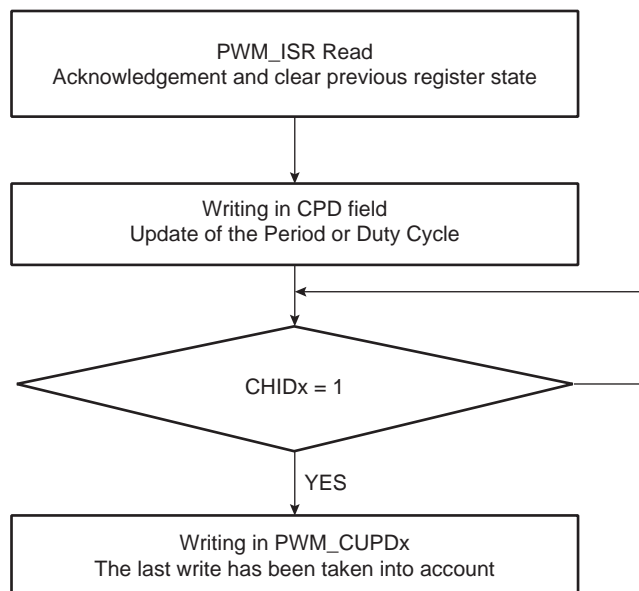 PWM_ISR Read
Acknowledgement and clear previous register state
Writing in CPD field
Update of the Period or Duty Cycle
CHIDx = 1
YES
Writing in PWM_CUPDx
The last write has been taken into account